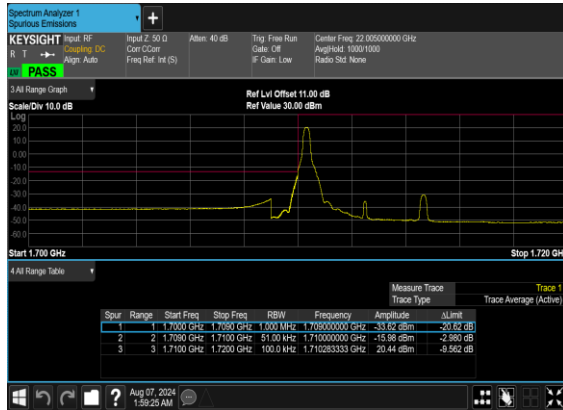 Spectrum Analyzer 1
Spurious Emissions
+
KEYSIGHT Input: RF Input Z: 50 Ω Atten: 40 dB Trig: Free Run Center Freq: 22.005000000 GHz
R T Coupling: DC Corr CCorr Gate: Off Avg|Hold: 1000/1000
Align: Auto Freq Ref: Int (S) IF Gain: Low Radio Std: None
PASS
3 All Range Graph
Ref Lvl Offset 11.00 dB
Scale/Div 10.0 dB Ref Value 30.00 dBm
Log
20.0
10.0
0.00
-10.0
-20.0
-30.0
-40.0
-50.0
-60.0
Start 1.700 GHz Stop 1.720 GH
4 All Range Table
Measure Trace Trace 1
Trace Type Trace Average (Active)
Spur Range Start Freq Stop Freq RBW Frequency Amplitude ΔLimit
1 1 1.7000 GHz 1.7090 GHz 1.000 MHz 1.709000000 GHz -33.62 dBm -20.62 dB
2 2 1.7090 GHz 1.7100 GHz 51.00 kHz 1.710000000 GHz -15.98 dBm -2.980 dB
3 3 1.7100 GHz 1.7200 GHz 100.0 kHz 1.710283333 GHz 20.44 dBm -9.562 dB
? Aug 07, 2024
1:59:25 AM